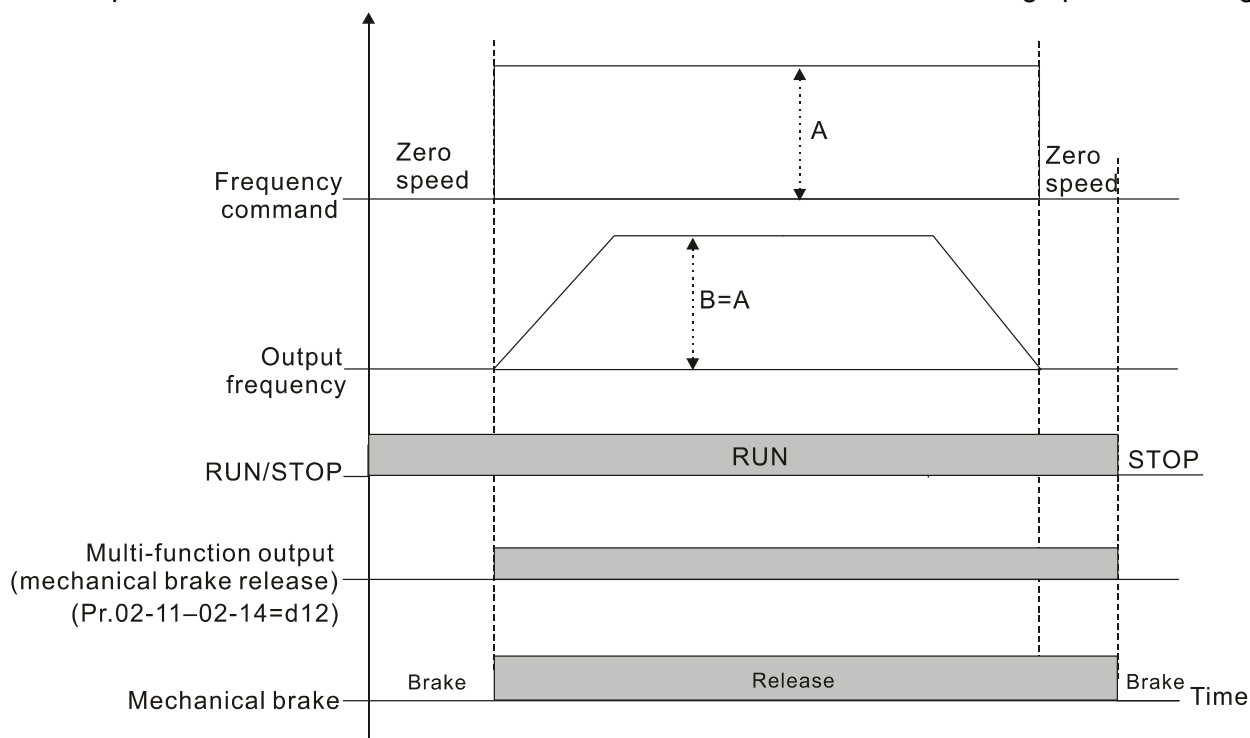 Zero
speed
A
Zero
speed
Frequency
command
B=A
Output
frequency
RUN
RUN/STOP
STOP
Multi-function output
(mechanical brake release)
(Pr.02-11–02-14=d12)
Brake
Release
Brake
Mechanical brake
Time